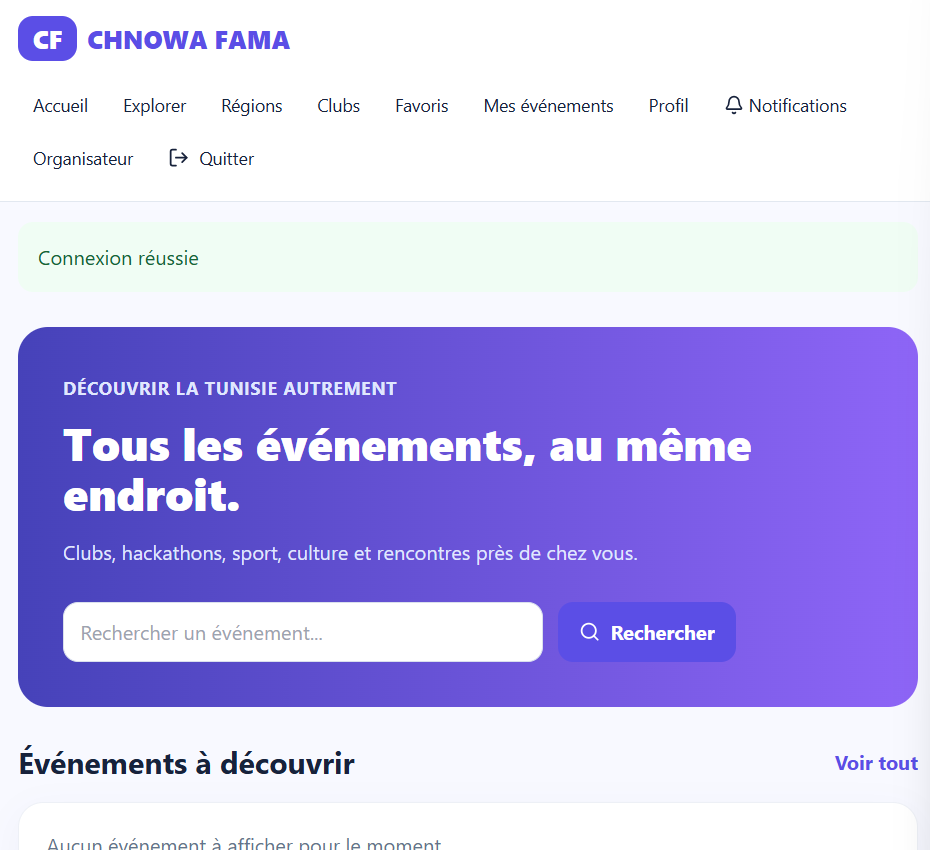 CF CHNOWA FAMA
Accueil Explorer Régions Clubs Favoris Mes événements Profil Notifications
Organisateur Quitter
Connexion réussie
DÉCOUVRIR LA TUNISIE AUTREMENT
Tous les événements, au même
endroit.
Clubs, hackathons, sport, culture et rencontres près de chez vous.
Rechercher un événement... Rechercher
Événements à découvrir Voir tout
Aucun événement à afficher pour le moment